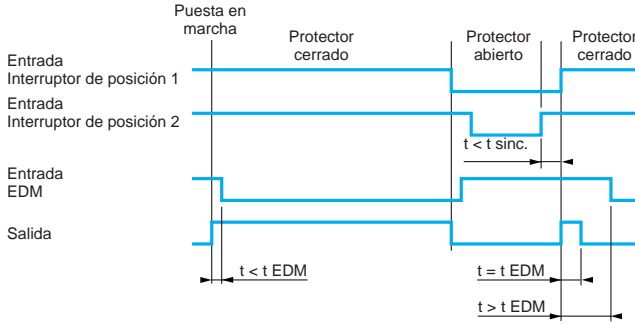 Puesta en
marcha
Protector
cerrado
Protector
abierto
Protector
cerrado
Entrada
Interruptor de posición 1
Entrada
Interruptor de posición 2
t < t sinc.
Entrada
EDM
Salida
t < t EDM
t = t EDM
t > t EDM